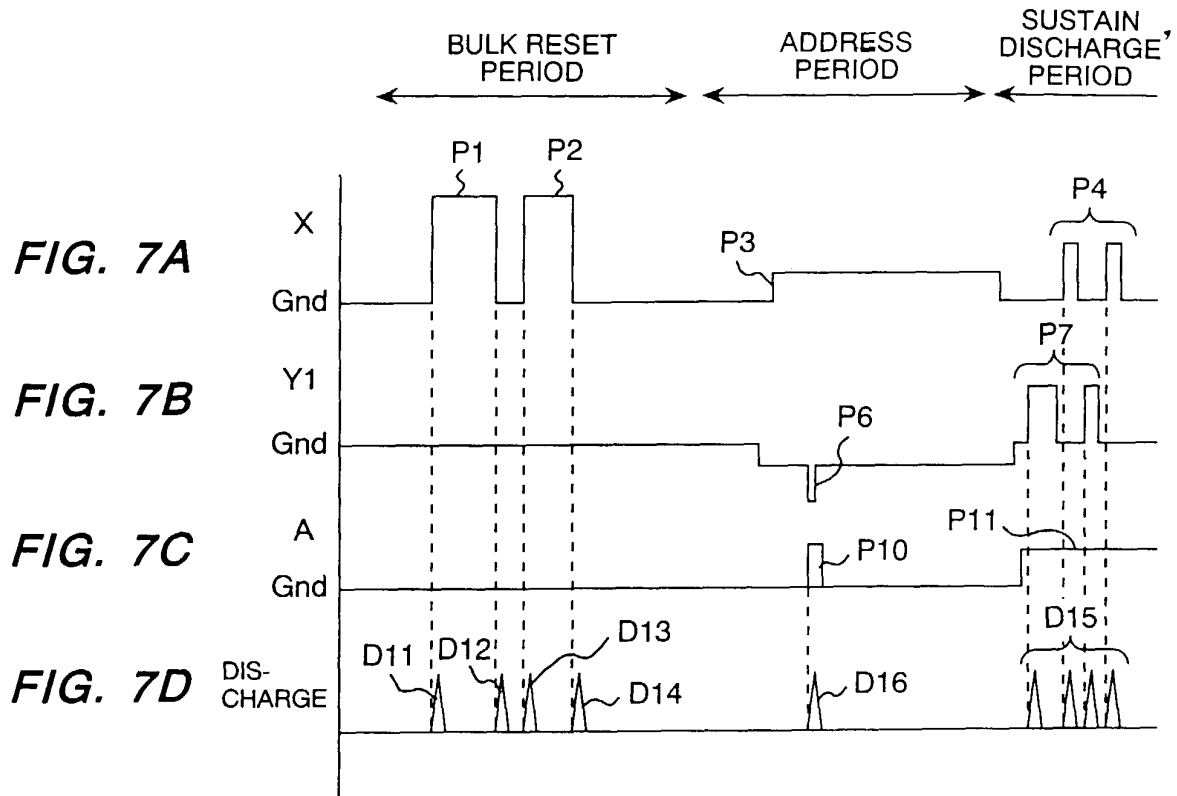 BULK RESET
PERIOD
ADDRESS
PERIOD
SUSTAIN
DISCHARGE'
PERIOD
P1
P2
P4
X
P3
FIG. 7A
Gnd
P7
Y1
FIG. 7B
P6
Gnd
A
P11
FIG. 7C
P10
Gnd
D11
D12
D13
D15
FIG. 7D
DIS-
CHARGE
D14
D16